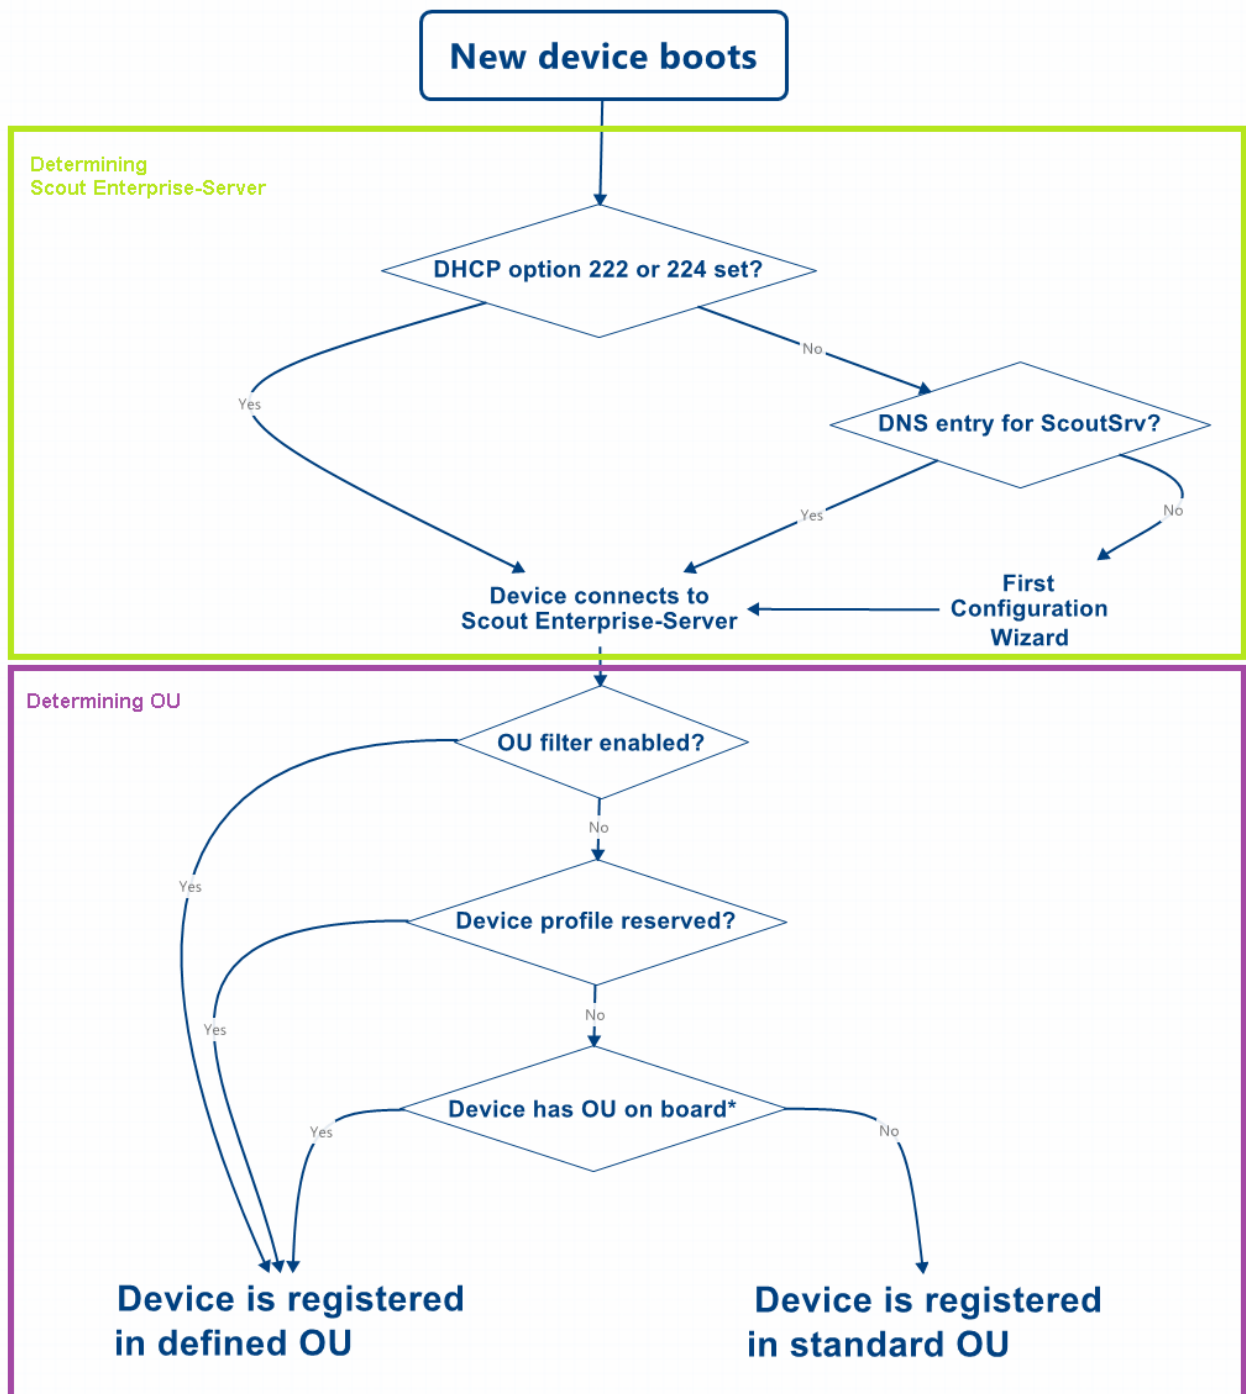 New device boots
Determining
Scout Enterprise-Server
DHCP option 222 or 224 set?
No
Yes
DNS entry for ScoutSrv?
Yes
No
Device connects to
Scout Enterprise-Server
First
Configuration
Wizard
Determining OU
OU filter enabled?
No
Yes
Device profile reserved?
No
Yes
Device has OU on board*
Yes
No
Device is registered
in defined OU
Device is registered
in standard OU